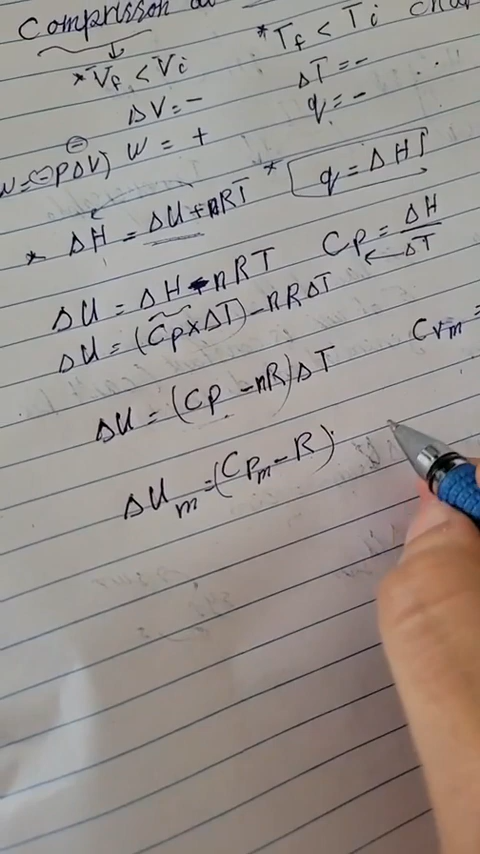 Comprisson
* Vf < Vi
* Tf < Ti
ΔV = -
ΔT = -
w = (-)PΔV) W = +
q = -
* ΔH = ΔU + nRT
* q = ΔH
ΔU = ΔH - nRT
Cp = ΔH / ΔT
ΔU = (Cp × ΔT) - nRΔT
ΔU = (Cp - nR)ΔT
Cvm =
ΔUm = (Cpm - R)